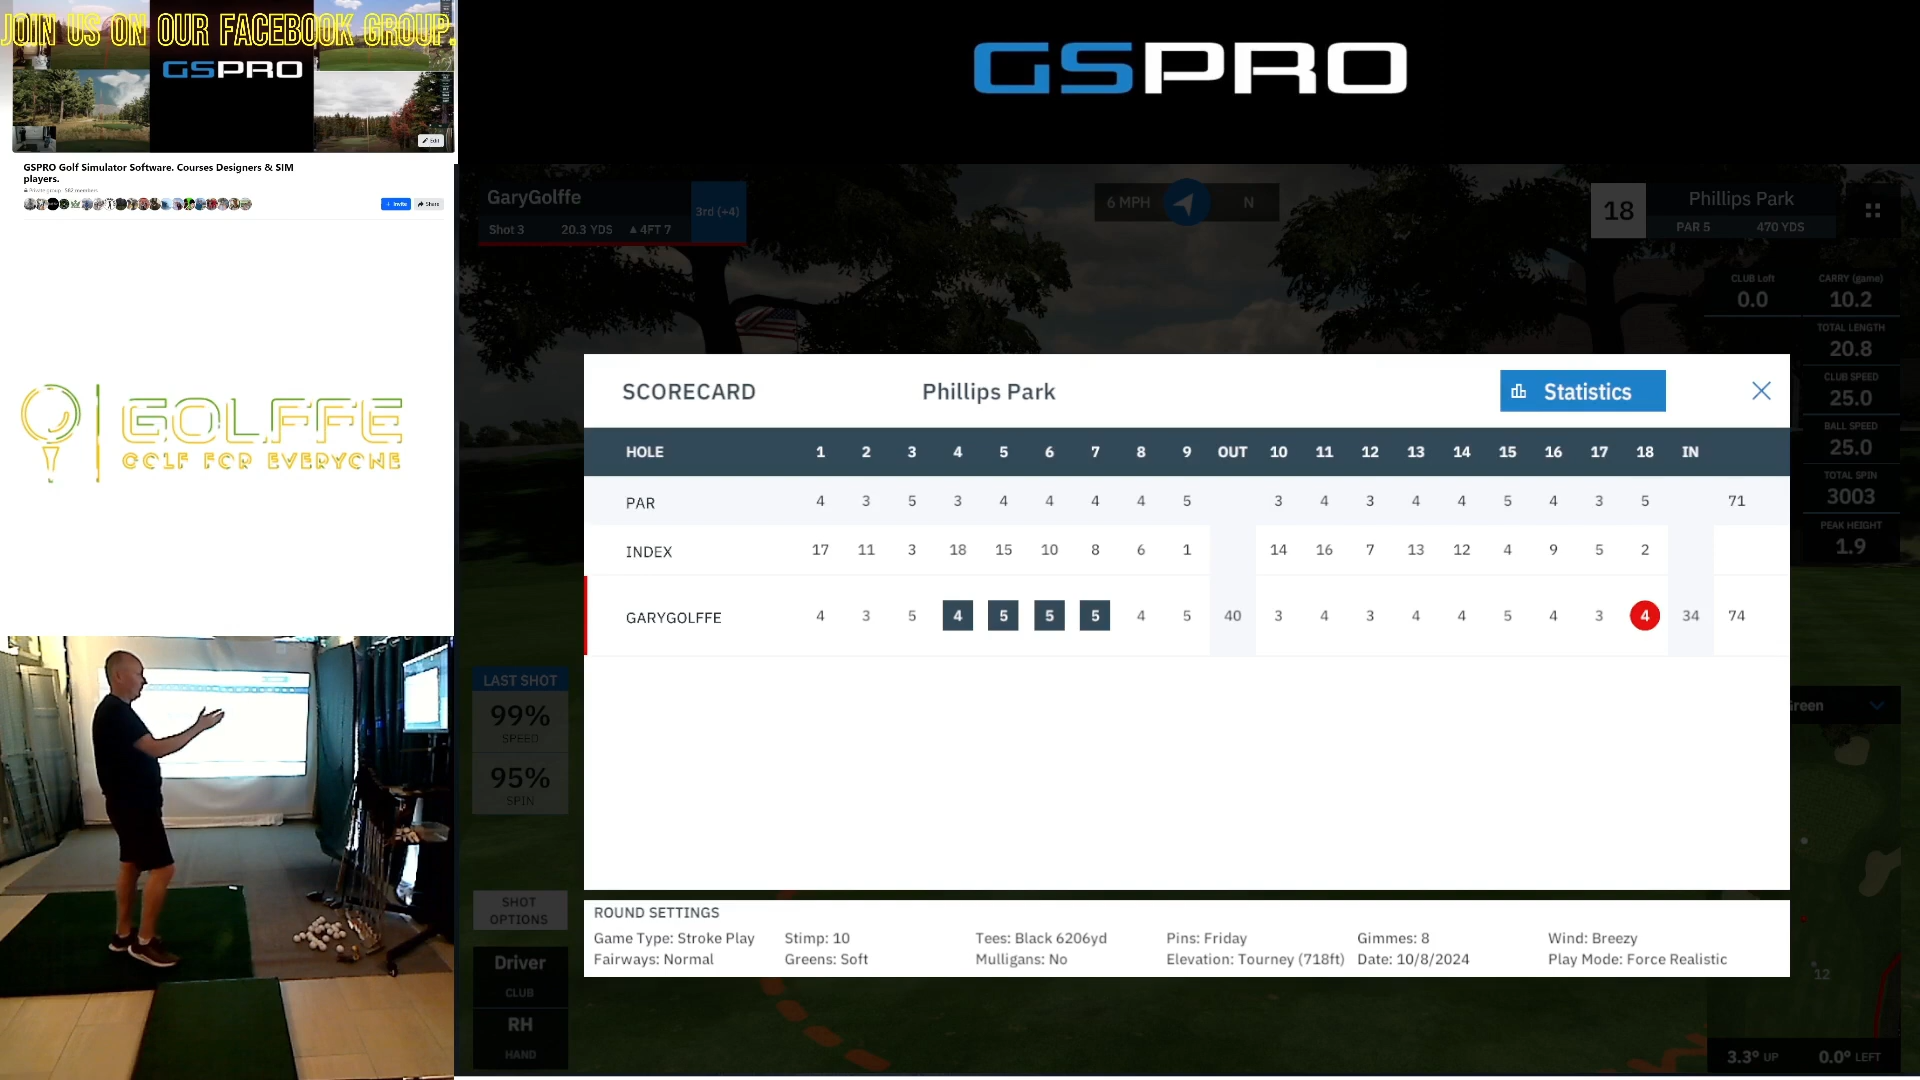 JOIN US ON OUR FACEBOOK GROUP.
GSPRO
Edit
GSPRO Golf Simulator Software. Courses Designers & SIM
players.
Private group · 562 members
+ Invite
Share
GOLFFE
GOLF FOR EVERYONE
GSPRO
GaryGolffe
3rd (+4)
Shot 3 20.3 YDS ▲4FT 7
6 MPH N
18
Phillips Park
PAR 5 470 YDS
CLUB Loft
0.0
CARRY (game)
10.2
TOTAL LENGTH
20.8
CLUB SPEED
25.0
BALL SPEED
25.0
TOTAL SPIN
3003
PEAK HEIGHT
1.9
SCORECARD Phillips Park Statistics
HOLE 1 2 3 4 5 6 7 8 9 OUT 10 11 12 13 14 15 16 17 18 IN
PAR 4 3 5 3 4 4 4 4 5 3 4 3 4 4 5 4 3 5 71
INDEX 17 11 3 18 15 10 8 6 1 14 16 7 13 12 4 9 5 2
GARYGOLFFE 4 3 5 4 5 5 5 4 5 40 3 4 3 4 4 5 4 3 4 34 74
LAST SHOT
99%
SPEED
95%
SPIN
SHOT
OPTIONS
Driver
CLUB
RH
HAND
ROUND SETTINGS
Game Type: Stroke Play Stimp: 10 Tees: Black 6206yd Pins: Friday Gimmes: 8 Wind: Breezy
Fairways: Normal Greens: Soft Mulligans: No Elevation: Tourney (718ft) Date: 10/8/2024 Play Mode: Force Realistic
12
3.3° UP 0.0° LEFT